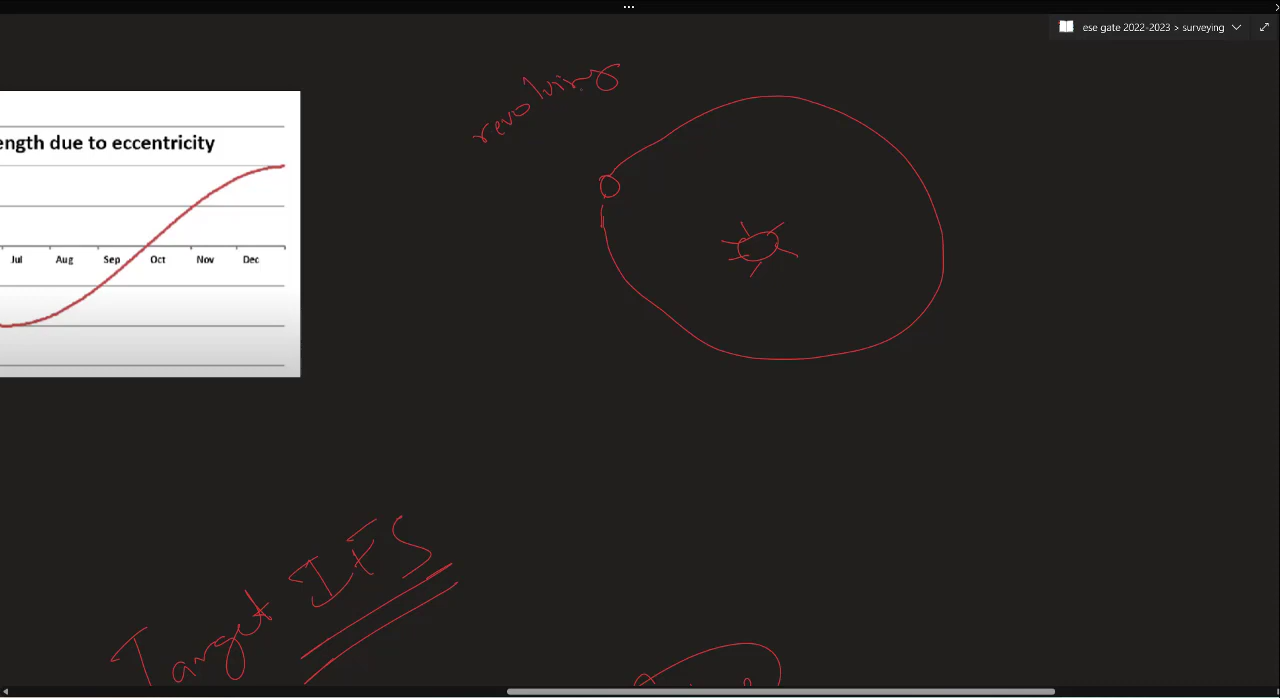 ese gate 2022-2023 > surveying
revolving
ength due to eccentricity
Jul Aug Sep Oct Nov Dec
Target IFS